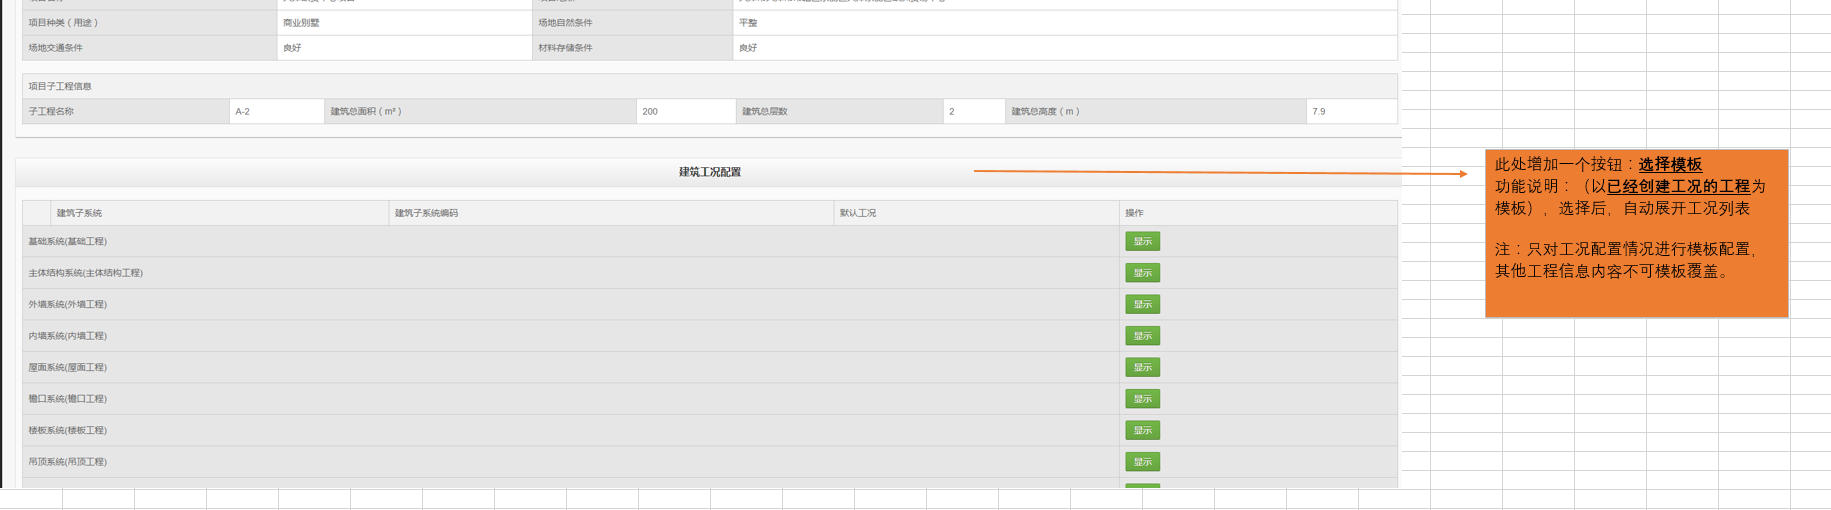 项目种类（用途） 商业别墅 场地自然条件 平整
场地交通条件 良好 材料存储条件 良好
项目子工程信息
子工程名称 A-2 建筑总面积（m²） 200 建筑总层数 2 建筑总高度（m） 7.9
建筑工况配置
建筑子系统 建筑子系统编码 默认工况 操作
基础系统(基础工程) 显示
主体结构系统(主体结构工程) 显示
外墙系统(外墙工程) 显示
内墙系统(内墙工程) 显示
屋面系统(屋面工程) 显示
檐口系统(檐口工程) 显示
楼板系统(楼板工程) 显示
吊顶系统(吊顶工程) 显示
此处增加一个按钮：选择模板
功能说明：（以已经创建工况的工程为
模板），选择后，自动展开工况列表
注：只对工况配置情况进行模板配置，
其他工程信息内容不可模板覆盖。